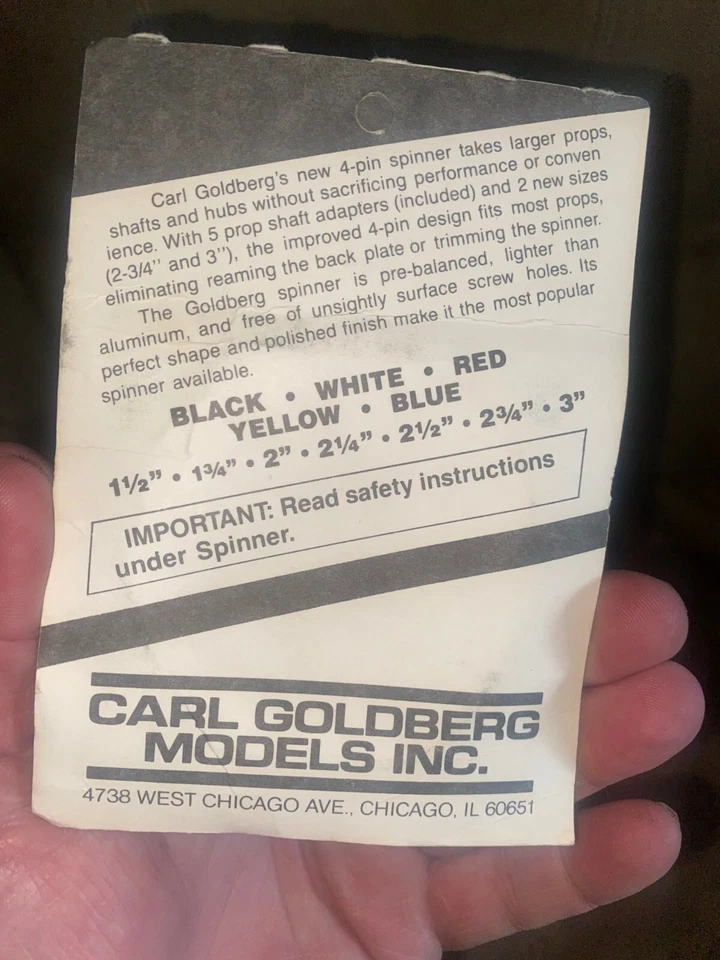 Carl Goldberg's new 4-pin spinner takes larger props,
shafts and hubs without sacrificing performance or conven
ience. With 5 prop shaft adapters (included) and 2 new sizes
(2-3/4'' and 3''), the improved 4-pin design fits most props,
eliminating reaming the back plate or trimming the spinner.
The Goldberg spinner is pre-balanced, lighter than
aluminum, and free of unsightly surface screw holes. Its
perfect shape and polished finish make it the most popular
spinner available.
BLACK • WHITE • RED
YELLOW • BLUE
1½” • 1¾” • 2” • 2¼” • 2½” • 2¾” • 3”
IMPORTANT: Read safety instructions
under Spinner.
CARL GOLDBERG
MODELS INC.
4738 WEST CHICAGO AVE., CHICAGO, IL 60651